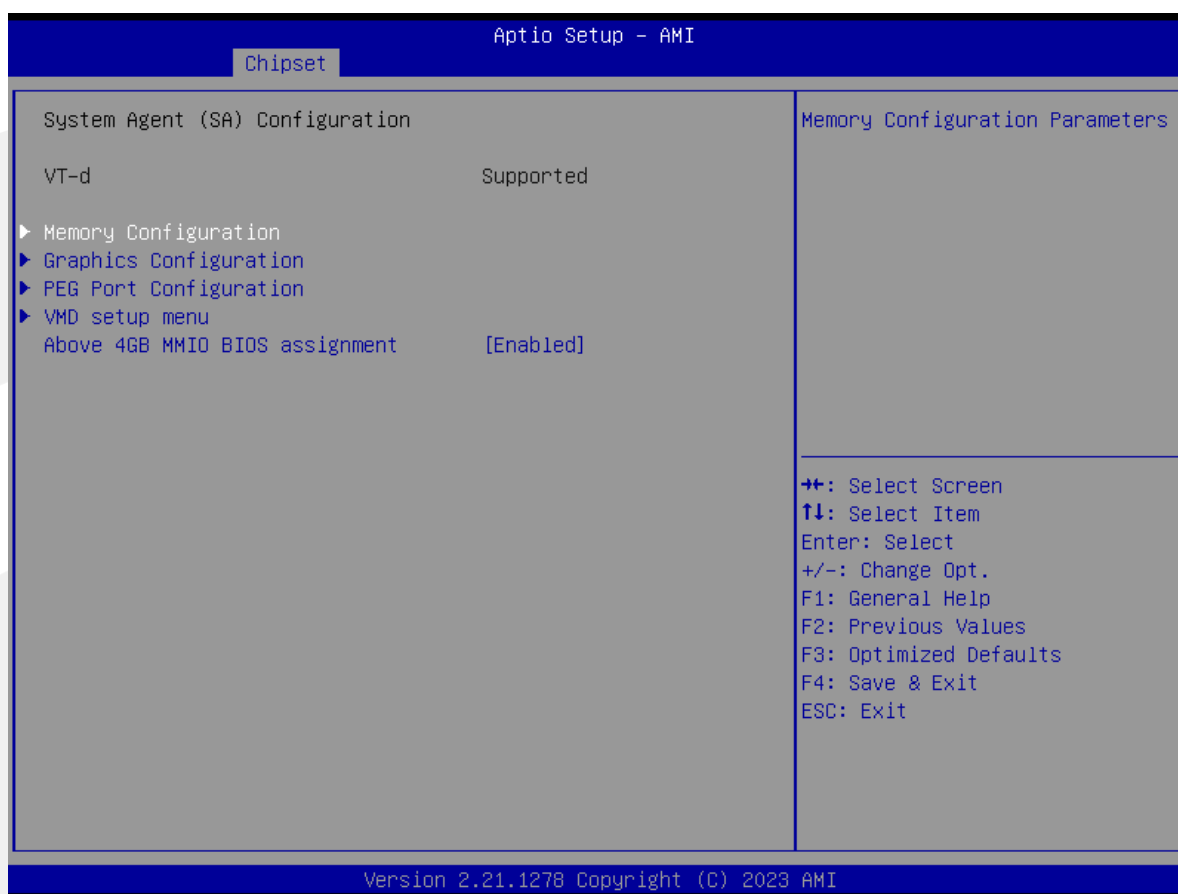 Aptio Setup – AMI
Chipset
System Agent (SA) Configuration
VT-d Supported
▶ Memory Configuration
▶ Graphics Configuration
▶ PEG Port Configuration
▶ VMD setup menu
Above 4GB MMIO BIOS assignment [Enabled]
Memory Configuration Parameters
→←: Select Screen
↑↓: Select Item
Enter: Select
+/-: Change Opt.
F1: General Help
F2: Previous Values
F3: Optimized Defaults
F4: Save & Exit
ESC: Exit
Version 2.21.1278 Copyright (C) 2023 AMI